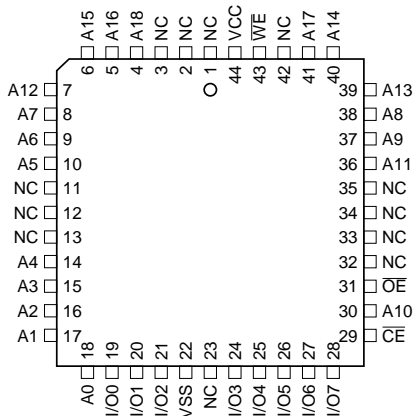 A15 A16 A18 NC NC NC VCC WE NC A17 A14
6 5 4 3 2 1 44 43 42 41 40
A12 7 39 A13
A7 8 38 A8
A6 9 37 A9
A5 10 36 A11
NC 11 35 NC
NC 12 34 NC
NC 13 33 NC
A4 14 32 NC
A3 15 31 OE
A2 16 30 A10
A1 17 29 CE
18 19 20 21 22 23 24 25 26 27 28
A0 I/O0 I/O1 I/O2 VSS NC I/O3 I/O4 I/O5 I/O6 I/O7